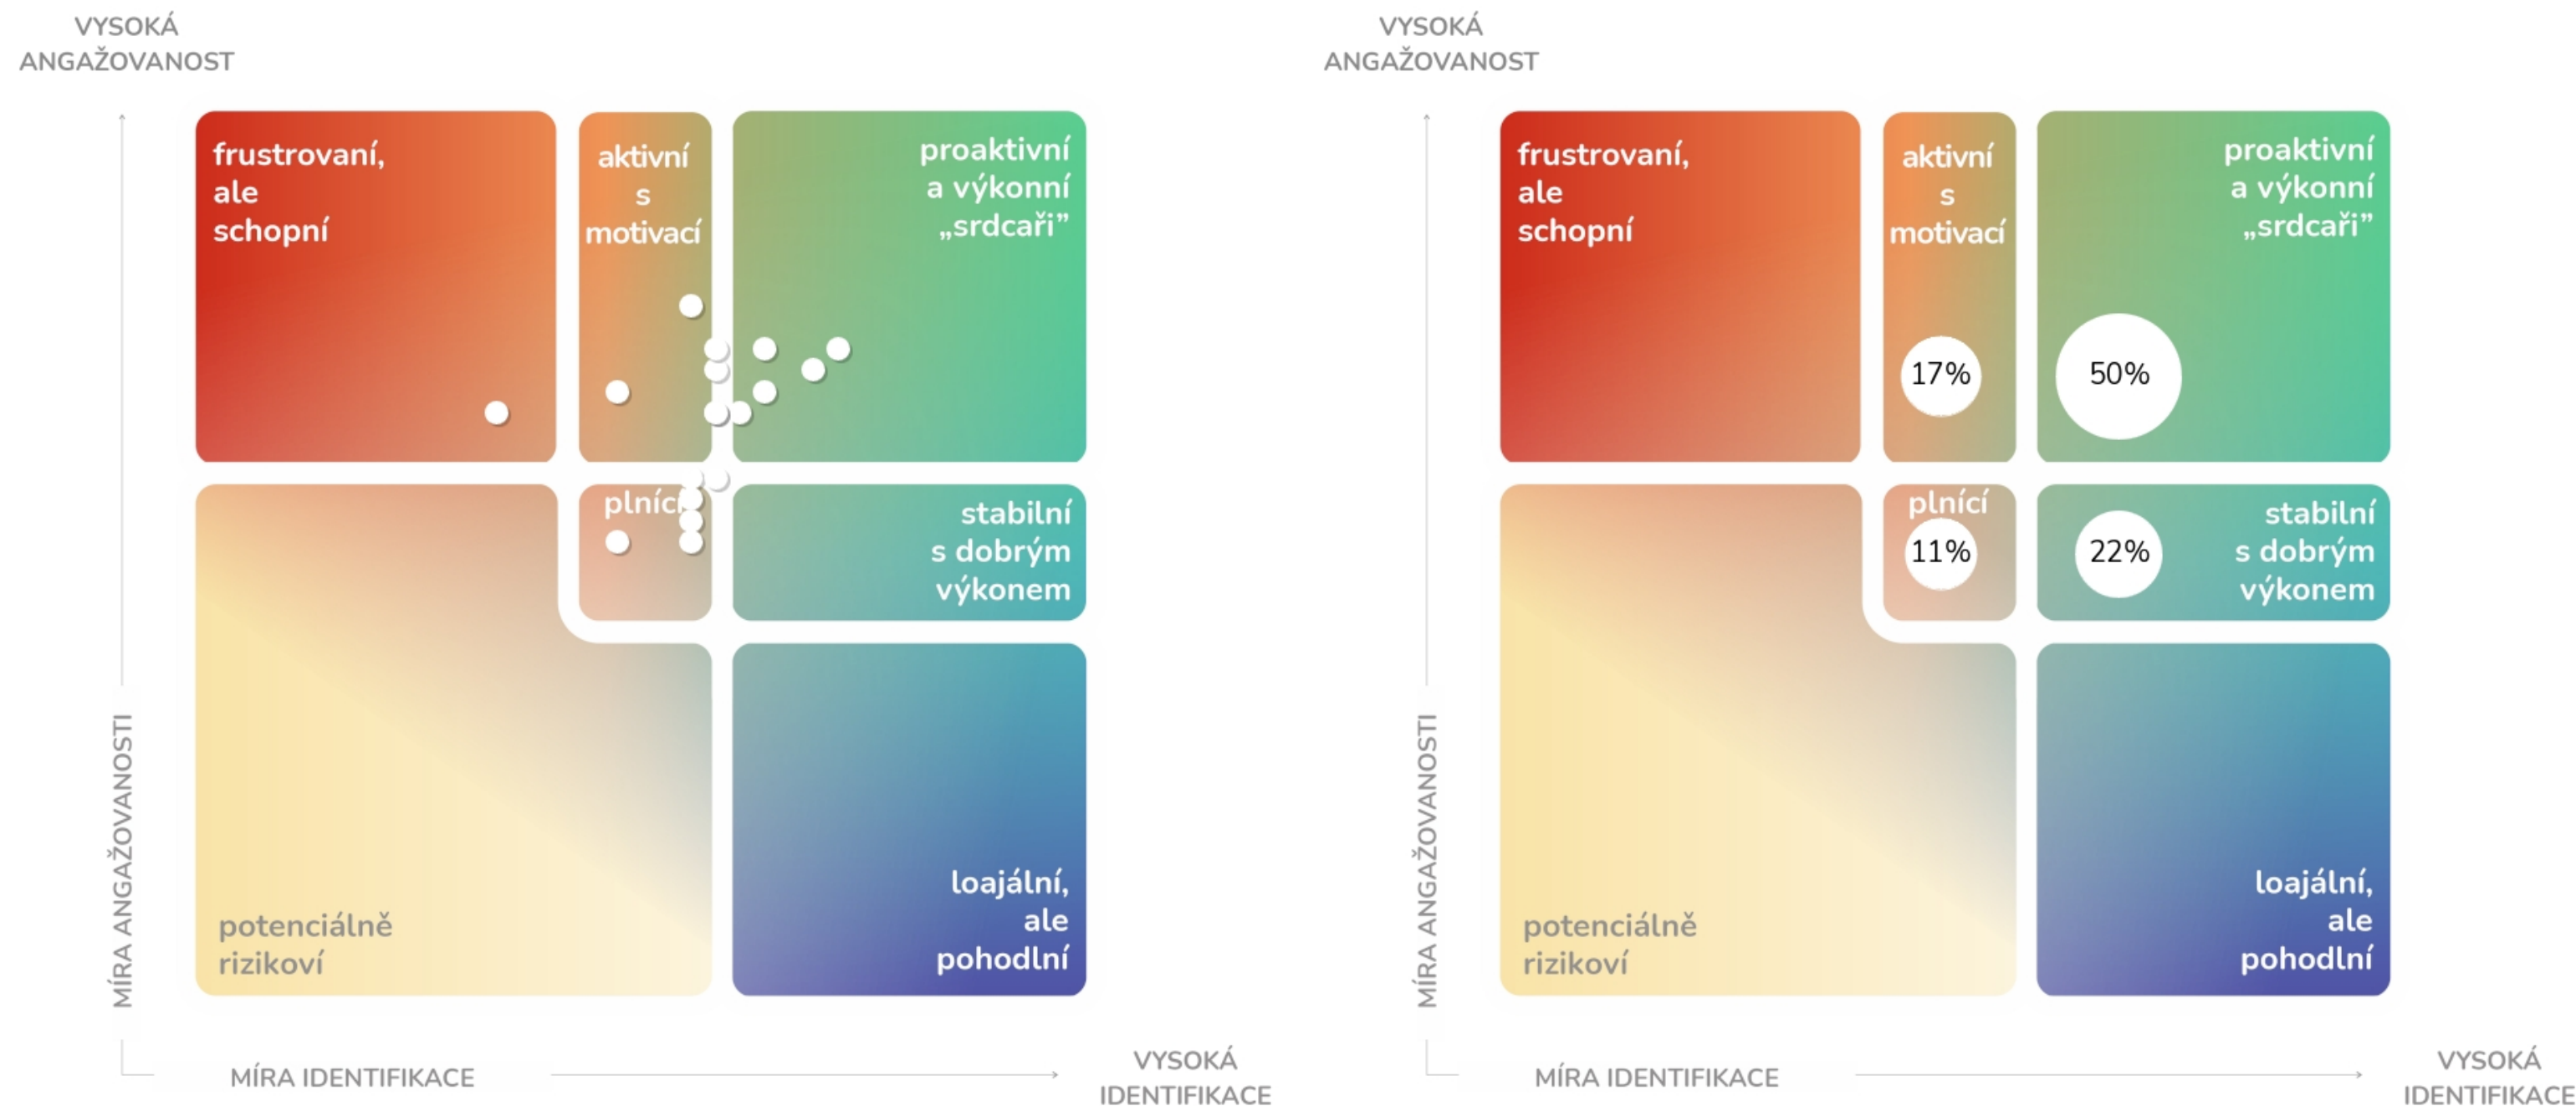 VYSOKÁ
ANGAŽOVANOST
frustrovaní,
ale
schopní
aktivní
s
motivací
proaktivní
a výkonní
„srdcaři”
plnící
stabilní
s dobrým
výkonem
potenciálně
rizikoví
loajální,
ale
pohodlní
MÍRA ANGAŽOVANOSTI
MÍRA IDENTIFIKACE
VYSOKÁ
IDENTIFIKACE
VYSOKÁ
ANGAŽOVANOST
frustrovaní,
ale
schopní
aktivní
s
motivací
17%
proaktivní
a výkonní
„srdcaři”
50%
plnící
11%
22%
stabilní
s dobrým
výkonem
potenciálně
rizikoví
loajální,
ale
pohodlní
MÍRA ANGAŽOVANOSTI
MÍRA IDENTIFIKACE
VYSOKÁ
IDENTIFIKACE